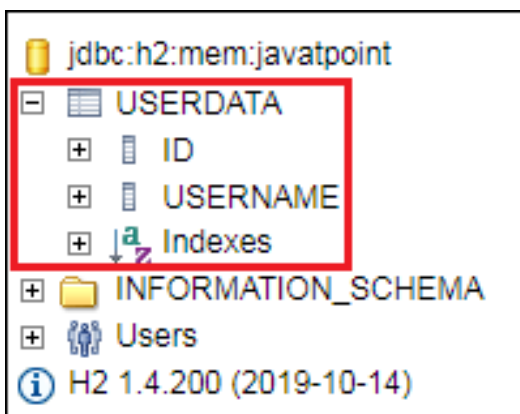 jdbc:h2:mem:javatpoint
USERDATA
ID
USERNAME
Indexes
INFORMATION_SCHEMA
Users
H2 1.4.200 (2019-10-14)